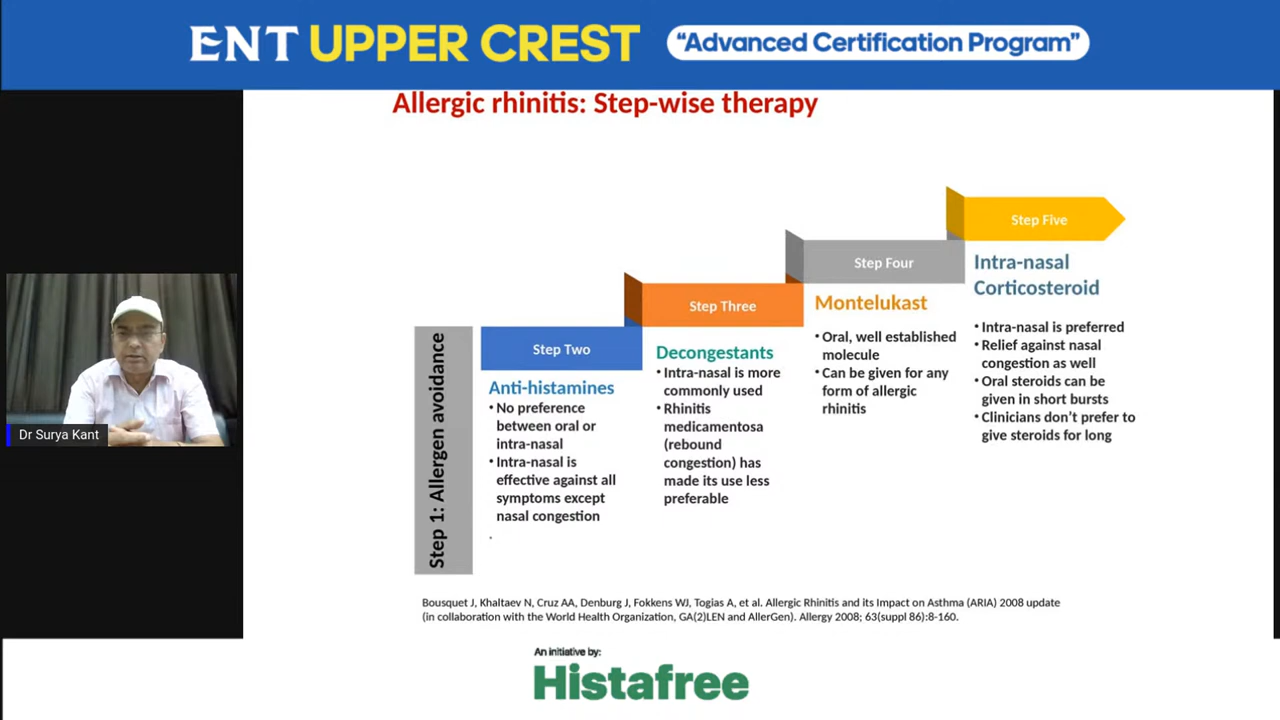 ENT UPPER CREST
“Advanced Certification Program”
Allergic rhinitis: Step-wise therapy
Dr Surya Kant
Step 1: Allergen avoidance
Step Two
Anti-histamines
• No preference
between oral or
intra-nasal
• Intra-nasal is
effective against all
symptoms except
nasal congestion
.
Step Three
Decongestants
• Intra-nasal is more
commonly used
• Rhinitis
medicamentosa
(rebound
congestion) has
made its use less
preferable
Step Four
Montelukast
• Oral, well established
molecule
• Can be given for any
form of allergic
rhinitis
Step Five
Intra-nasal
Corticosteroid
• Intra-nasal is preferred
• Relief against nasal
congestion as well
• Oral steroids can be
given in short bursts
• Clinicians don’t prefer to
give steroids for long
Bousquet J, Khaltaev N, Cruz AA, Denburg J, Fokkens WJ, Togias A, et al. Allergic Rhinitis and its Impact on Asthma (ARIA) 2008 update
(in collaboration with the World Health Organization, GA(2)LEN and AllerGen). Allergy 2008; 63(suppl 86):8-160.
An initiative by:
Histafree